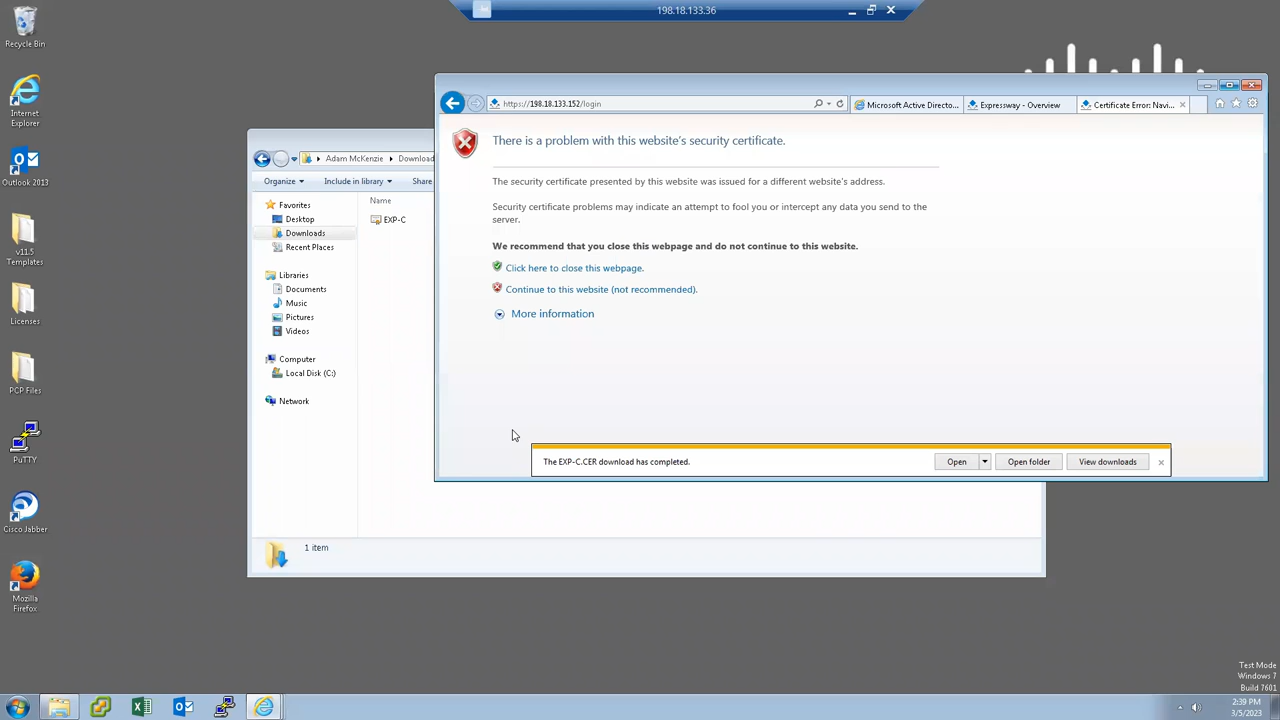 198.18.133.36
Recycle Bin
Internet
Explorer
Outlook 2013
v11.5
Templates
Licenses
PCP Files
PuTTY
Cisco Jabber
Mozilla
Firefox
Adam McKenzie
Download
Organize
Include in library
Share
Name
EXP-C
Favorites
Desktop
Downloads
Recent Places
Libraries
Documents
Music
Pictures
Videos
Computer
Local Disk (C:)
Network
1 item
https://198.18.133.152/login
Microsoft Active Directo...
Expressway - Overview
Certificate Error: Navi...
There is a problem with this website's security certificate.
The security certificate presented by this website was issued for a different website's address.
Security certificate problems may indicate an attempt to fool you or intercept any data you send to the
server.
We recommend that you close this webpage and do not continue to this website.
Click here to close this webpage.
Continue to this website (not recommended).
More information
The EXP-C.CER download has completed.
Open
Open folder
View downloads
Test Mode
Windows 7
Build 7601
2:39 PM
3/5/2023